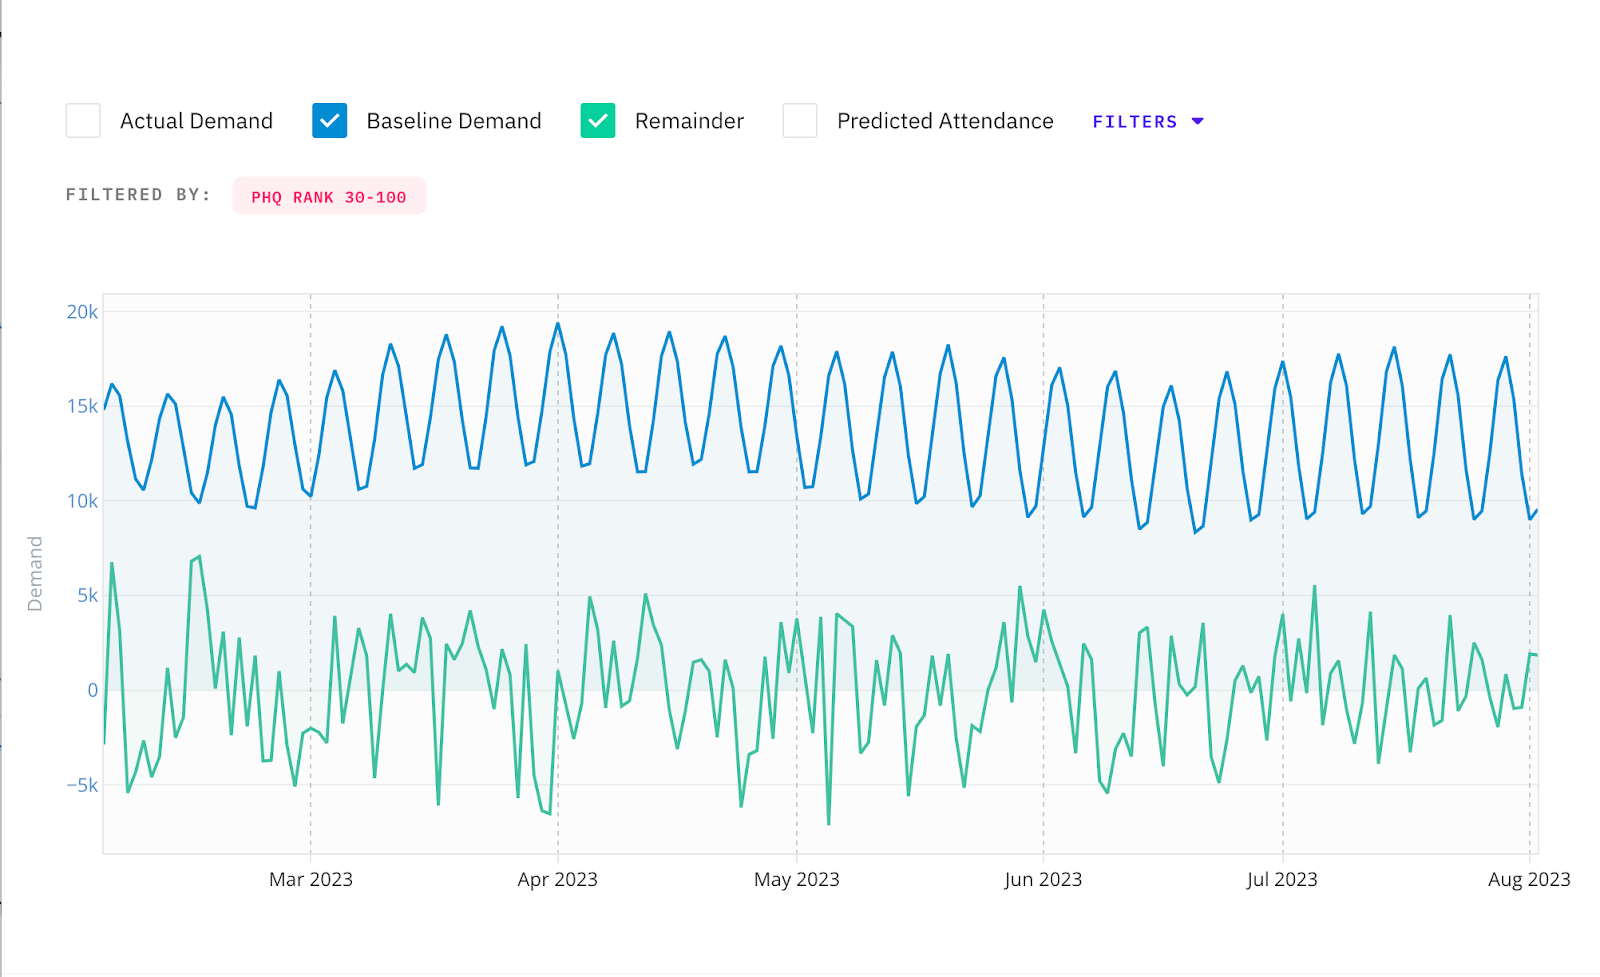 Actual Demand Baseline Demand Remainder Predicted Attendance FILTERS
FILTERED BY: PHQ RANK 30-100
20k
15k
10k
5k
0
−5k
Demand
Mar 2023 Apr 2023 May 2023 Jun 2023 Jul 2023 Aug 2023